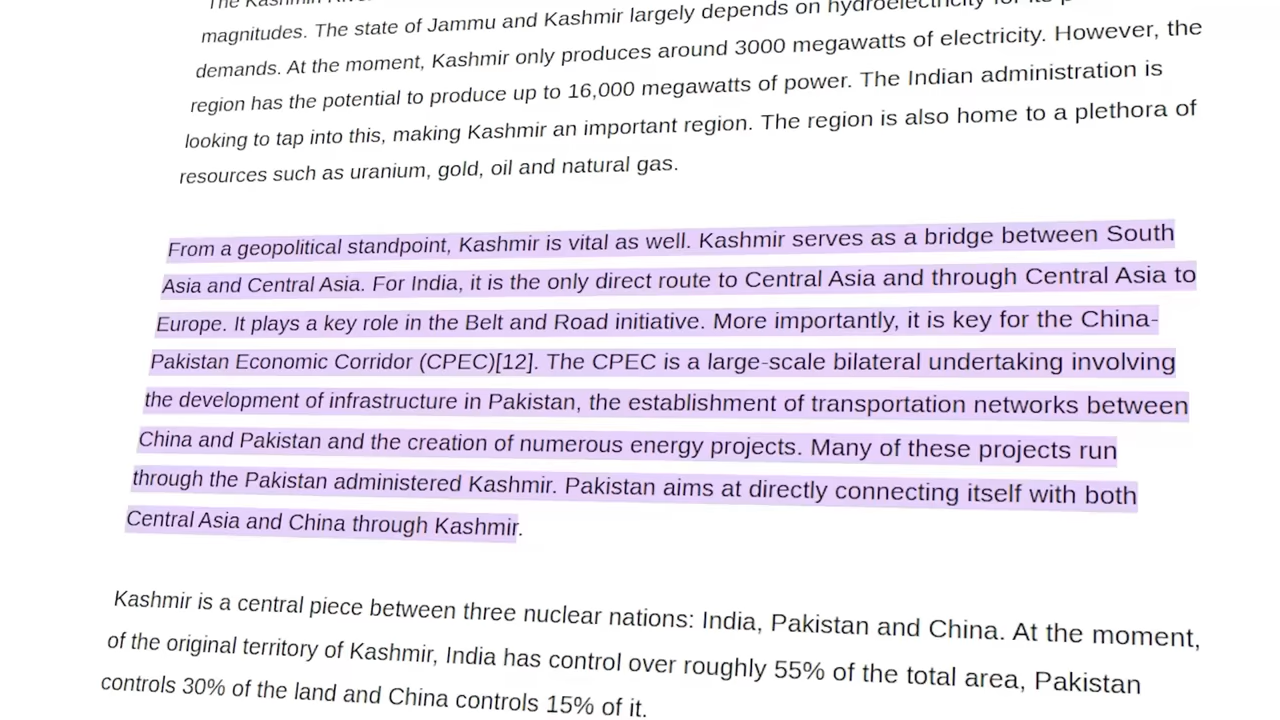 The Kashmir
magnitudes. The state of Jammu and Kashmir largely depends on hydroelectricity for its
demands. At the moment, Kashmir only produces around 3000 megawatts of electricity. However, the
region has the potential to produce up to 16,000 megawatts of power. The Indian administration is
looking to tap into this, making Kashmir an important region. The region is also home to a plethora of
resources such as uranium, gold, oil and natural gas.
From a geopolitical standpoint, Kashmir is vital as well. Kashmir serves as a bridge between South
Asia and Central Asia. For India, it is the only direct route to Central Asia and through Central Asia to
Europe. It plays a key role in the Belt and Road initiative. More importantly, it is key for the China-
Pakistan Economic Corridor (CPEC)[12]. The CPEC is a large-scale bilateral undertaking involving
the development of infrastructure in Pakistan, the establishment of transportation networks between
China and Pakistan and the creation of numerous energy projects. Many of these projects run
through the Pakistan administered Kashmir. Pakistan aims at directly connecting itself with both
Central Asia and China through Kashmir.
Kashmir is a central piece between three nuclear nations: India, Pakistan and China. At the moment,
of the original territory of Kashmir, India has control over roughly 55% of the total area, Pakistan
controls 30% of the land and China controls 15% of it.